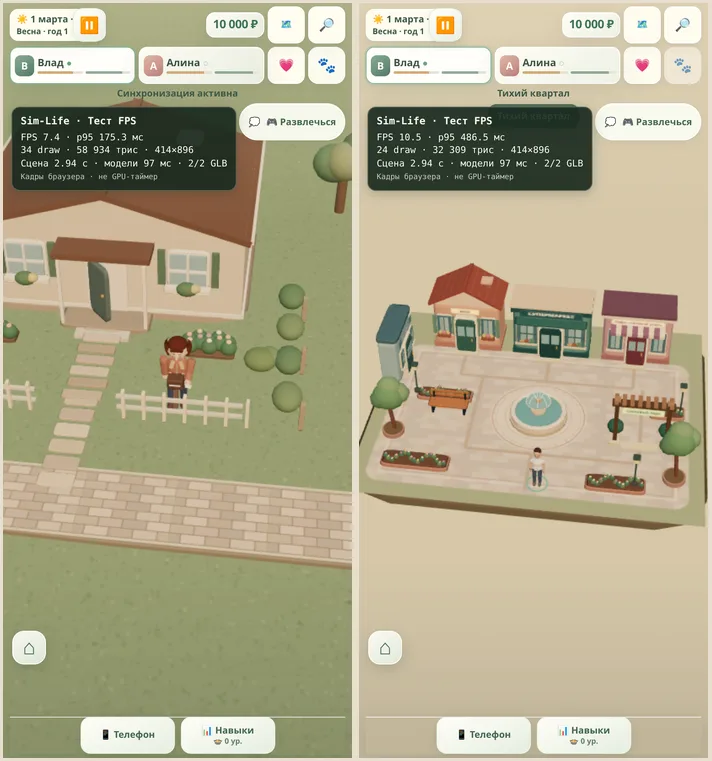 ☀️ 1 марта ·
Весна · год 1
10 000 ₽
В Влад
А Алина
Синхронизация активна
Sim-Life · Тест FPS
FPS 7.4 · p95 175.3 мс
34 draw · 58 934 трис · 414×896
Сцена 2.94 с · модели 97 мс · 2/2 GLB
Кадры браузера · не GPU-таймер
💭 🎮 Развлечься
📱 Телефон
📊 Навыки
0 ур.
☀️ 1 марта ·
Весна · год 1
10 000 ₽
В Влад
А Алина
Тихий квартал
Тихий квартал
Sim-Life · Тест FPS
FPS 10.5 · p95 486.5 мс
24 draw · 32 309 трис · 414×896
Сцена 2.94 с · модели 97 мс · 2/2 GLB
Кадры браузера · не GPU-таймер
💭 🎮 Развлечься
📱 Телефон
📊 Навыки
0 ур.